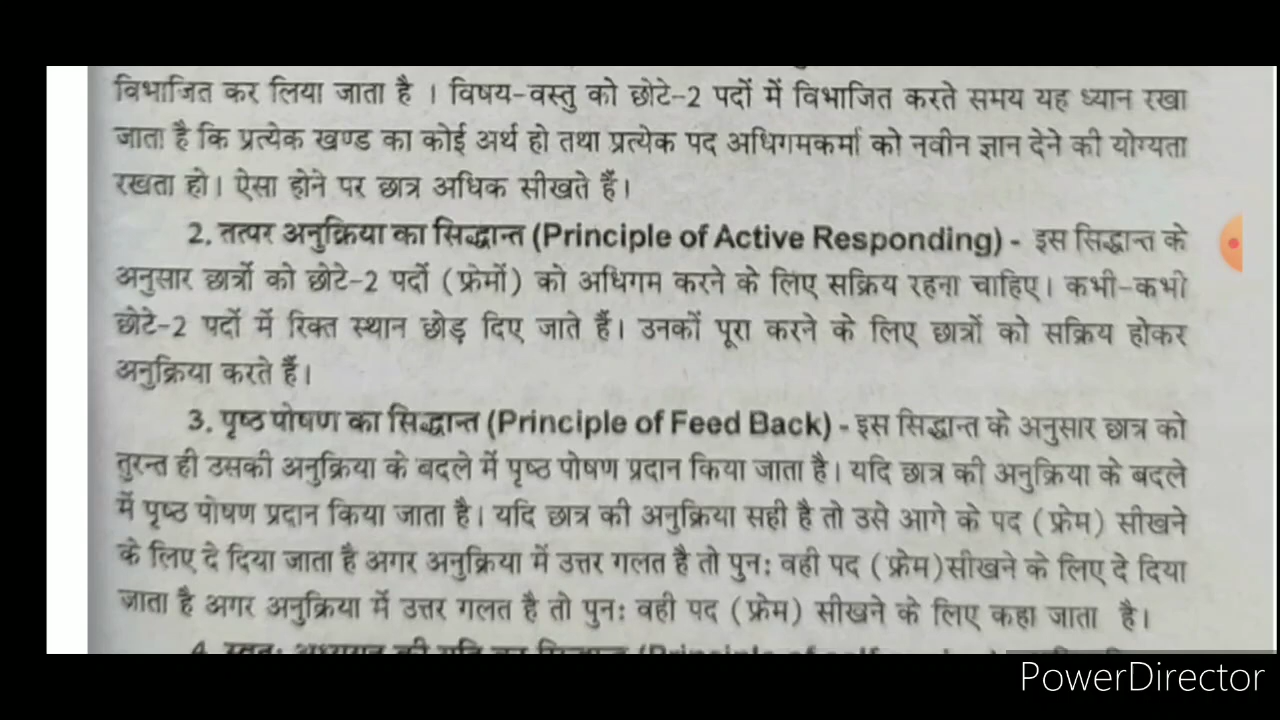 विभाजित कर लिया जाता है । विषय-वस्तु को छोटे-2 पदों में विभाजित करते समय यह ध्यान रखा
जाता है कि प्रत्येक खण्ड का कोई अर्थ हो तथा प्रत्येक पद अधिगमकर्मा को नवीन ज्ञान देने की योग्यता
रखता हो। ऐसा होने पर छात्र अधिक सीखते हैं।
2. तत्पर अनुक्रिया का सिद्धान्त (Principle of Active Responding) - इस सिद्धान्त के
अनुसार छात्रों को छोटे-2 पदों (फ्रेमों) को अधिगम करने के लिए सक्रिय रहना चाहिए। कभी-कभी
छोटे-2 पदों में रिक्त स्थान छोड़ दिए जाते हैं। उनकों पूरा करने के लिए छात्रों को सक्रिय होकर
अनुक्रिया करते हैं।
3. पृष्ठ पोषण का सिद्धान्त (Principle of Feed Back) - इस सिद्धान्त के अनुसार छात्र को
तुरन्त ही उसकी अनुक्रिया के बदले में पृष्ठ पोषण प्रदान किया जाता है। यदि छात्र की अनुक्रिया के बदले
में पृष्ठ पोषण प्रदान किया जाता है। यदि छात्र की अनुक्रिया सही है तो उसे आगे के पद (फ्रेम) सीखने
के लिए दे दिया जाता है अगर अनुक्रिया में उत्तर गलत है तो पुनः वही पद (फ्रेम)सीखने के लिए दे दिया
जाता है अगर अनुक्रिया में उत्तर गलत है तो पुनः वही पद (फ्रेम) सीखने के लिए कहा जाता है।
PowerDirector